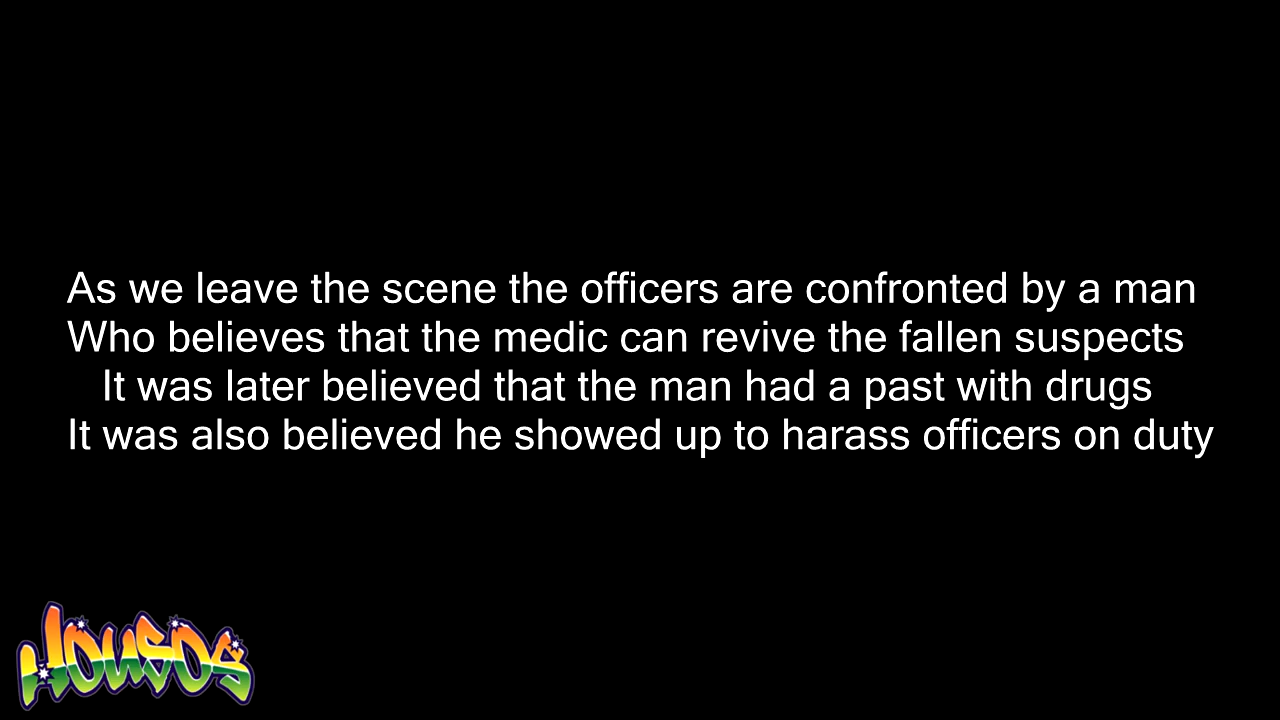 As we leave the scene the officers are confronted by a man
Who believes that the medic can revive the fallen suspects
It was later believed that the man had a past with drugs
It was also believed he showed up to harass officers on duty
HOUSOS